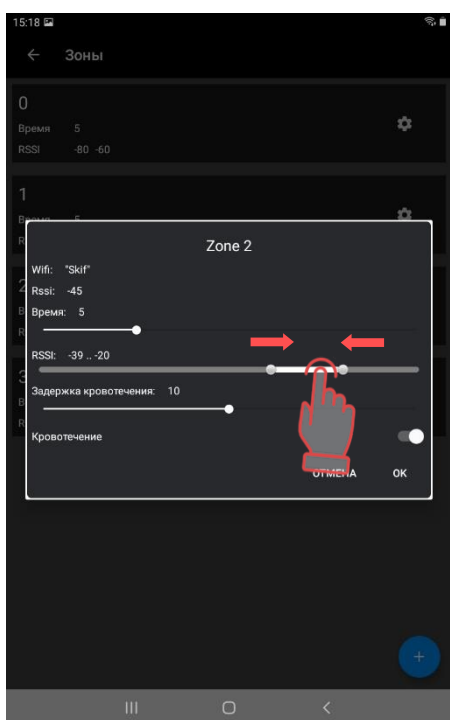 15:18
Зоны
0
Время 5
RSSI -80 -60
1
Zone 2
Wifi: "Skif"
Rssi: -45
Время: 5
RSSI: -39 .. -20
Задержка кровотечения: 10
Кровотечение
ОТМЕНА OK